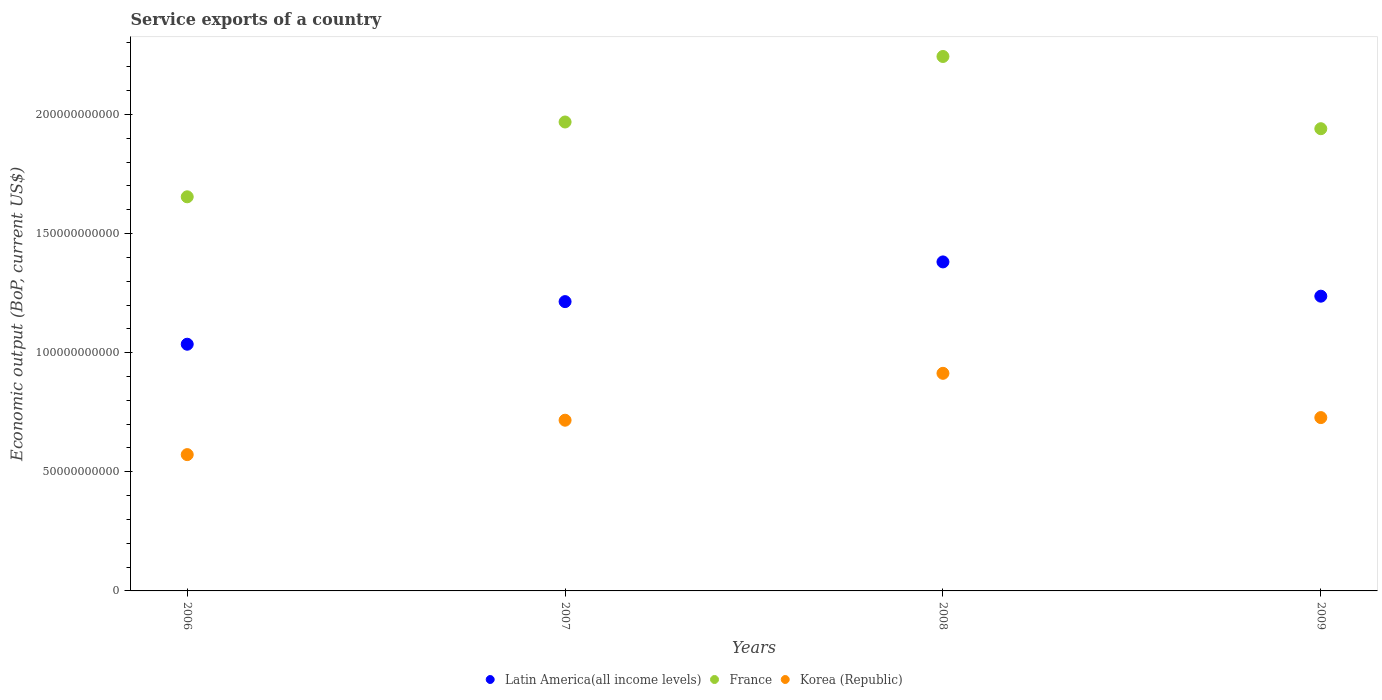 Service exports of a country
Economic output (BoP, current US$)
200000000000
150000000000
100000000000
50000000000
0
2006
2007
2008
2009
Years
Latin America(all income levels)
France
Korea (Republic)